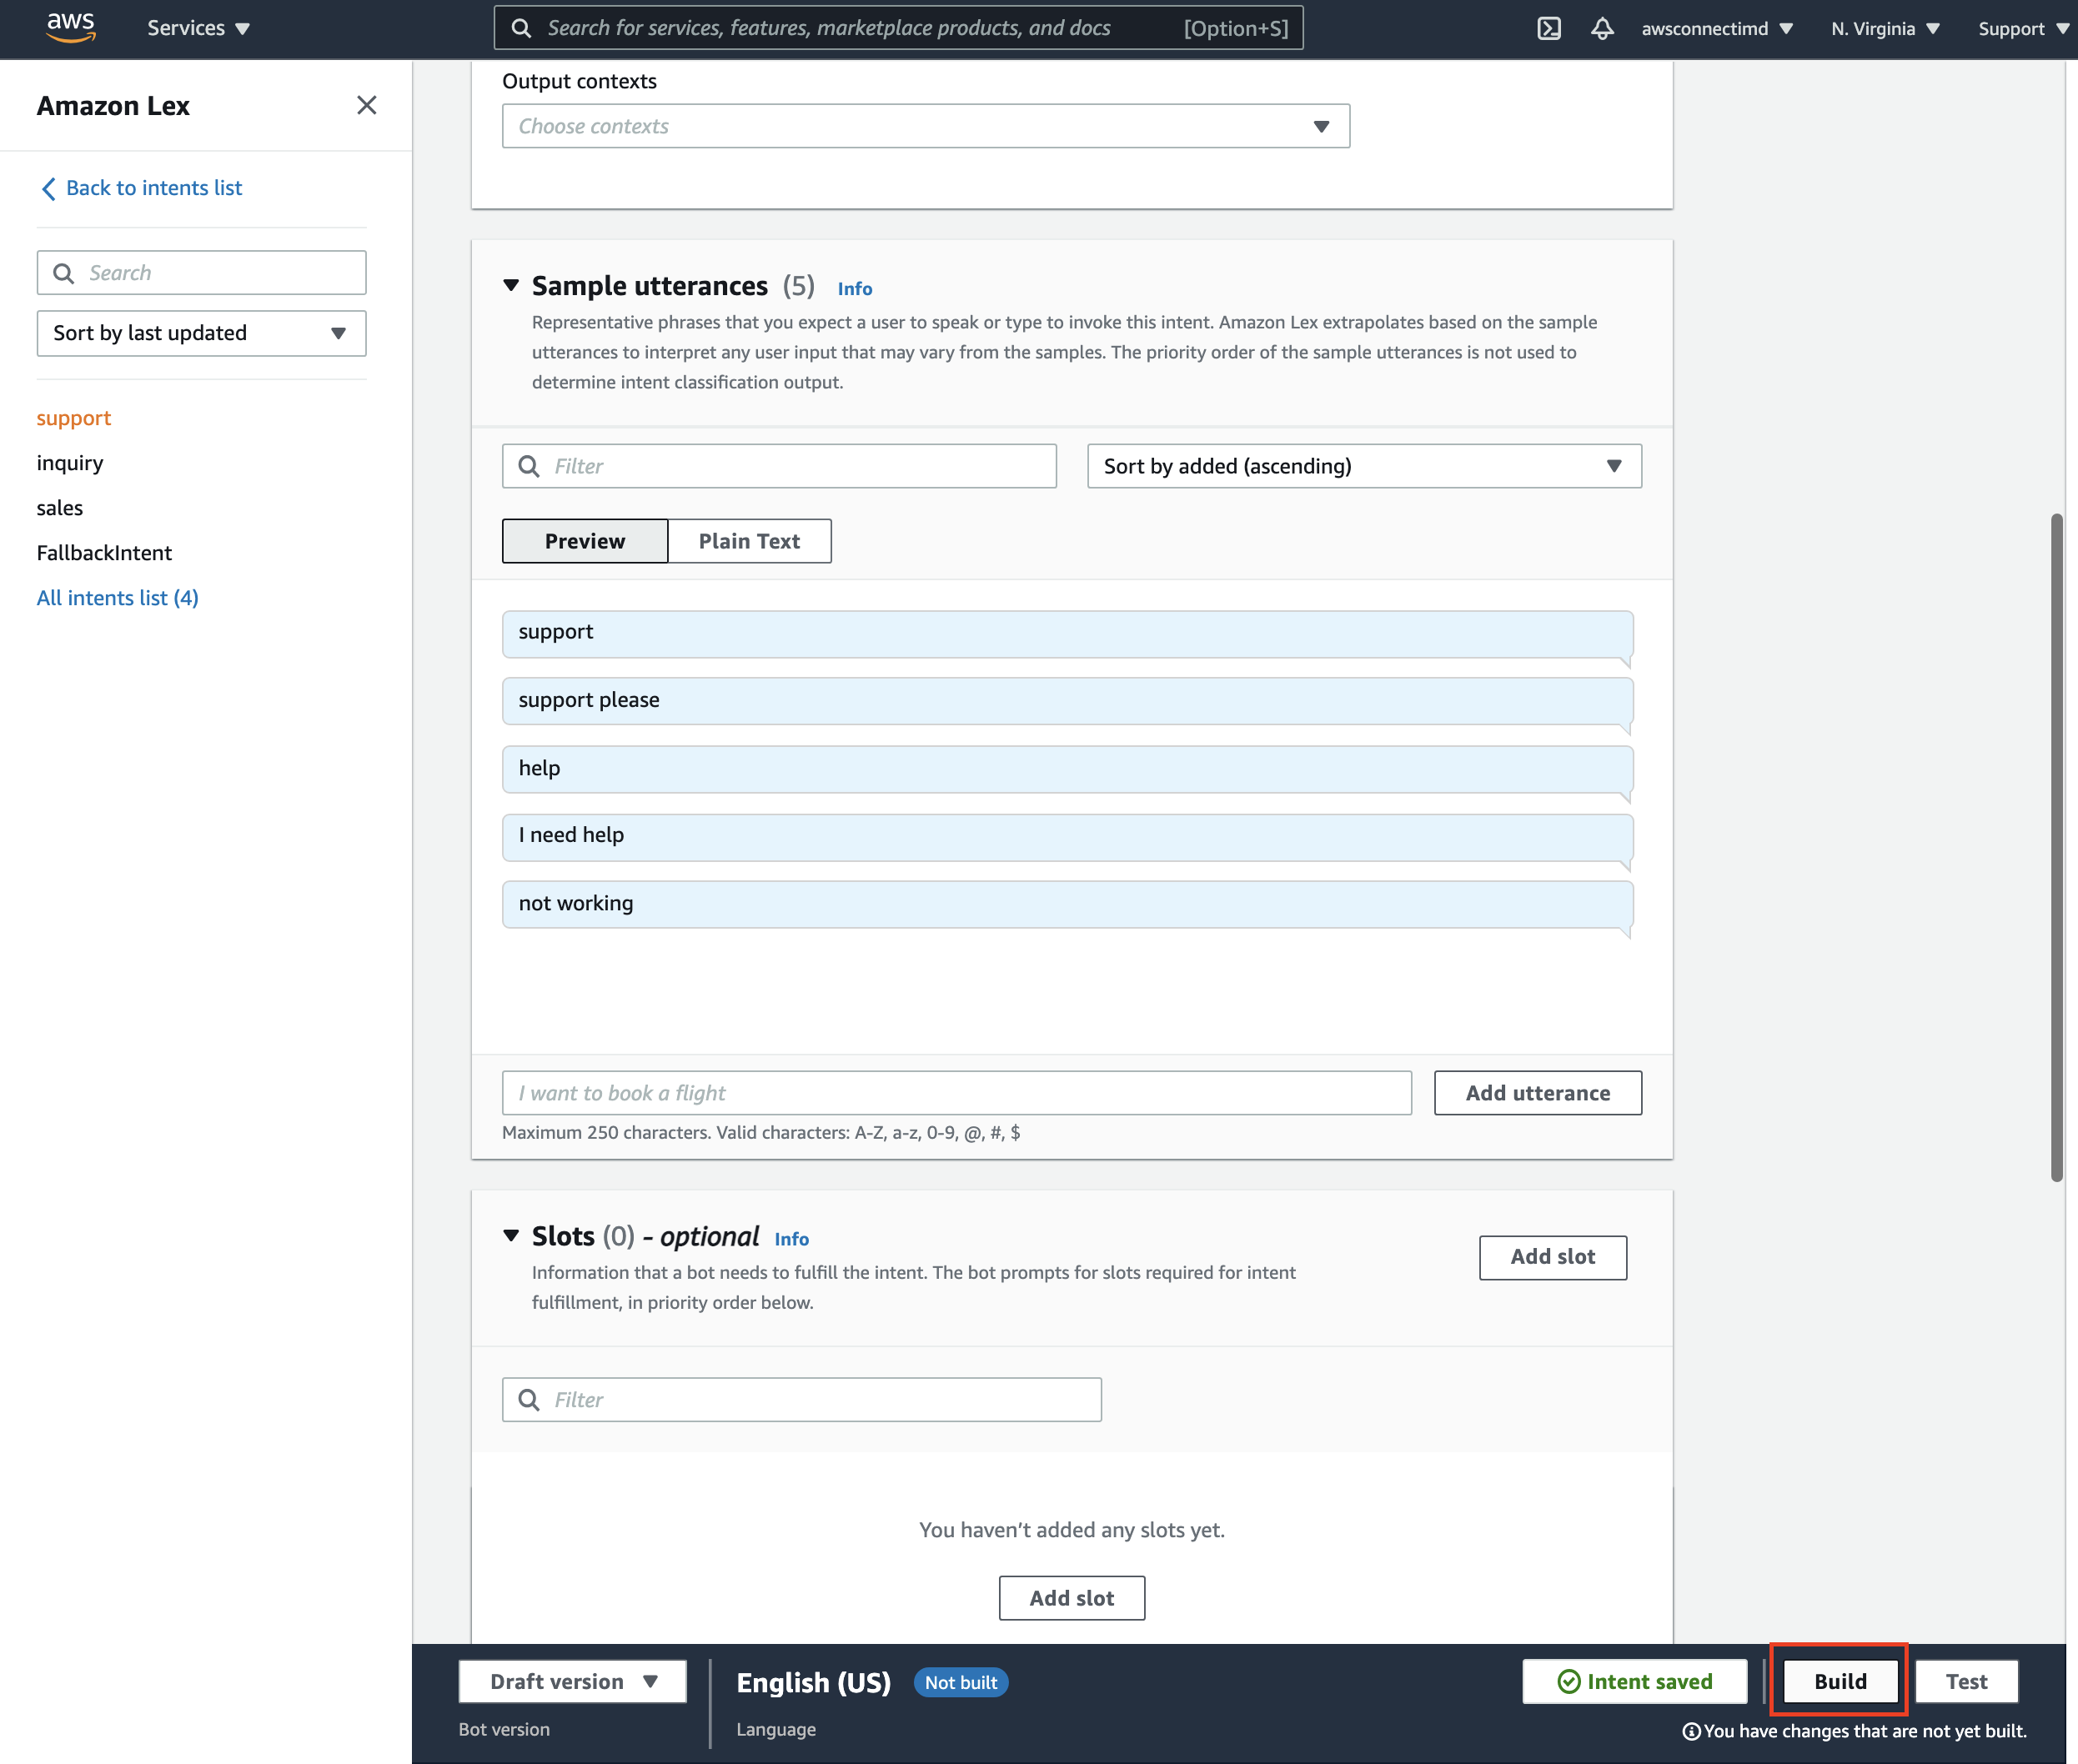 aws
Services
Search for services, features, marketplace products, and docs [Option+S]
awsconnectimd
N. Virginia
Support
Amazon Lex
Back to intents list
Search
Sort by last updated
support
inquiry
sales
FallbackIntent
All intents list (4)
Output contexts
Choose contexts
Sample utterances (5) Info
Representative phrases that you expect a user to speak or type to invoke this intent. Amazon Lex extrapolates based on the sample
utterances to interpret any user input that may vary from the samples. The priority order of the sample utterances is not used to
determine intent classification output.
Filter
Sort by added (ascending)
Preview
Plain Text
support
support please
help
I need help
not working
I want to book a flight
Add utterance
Maximum 250 characters. Valid characters: A-Z, a-z, 0-9, @, #, $
Slots (0) - optional Info
Information that a bot needs to fulfill the intent. The bot prompts for slots required for intent
fulfillment, in priority order below.
Add slot
Filter
You haven't added any slots yet.
Add slot
Draft version
Bot version
English (US)
Not built
Language
Intent saved
Build
Test
You have changes that are not yet built.